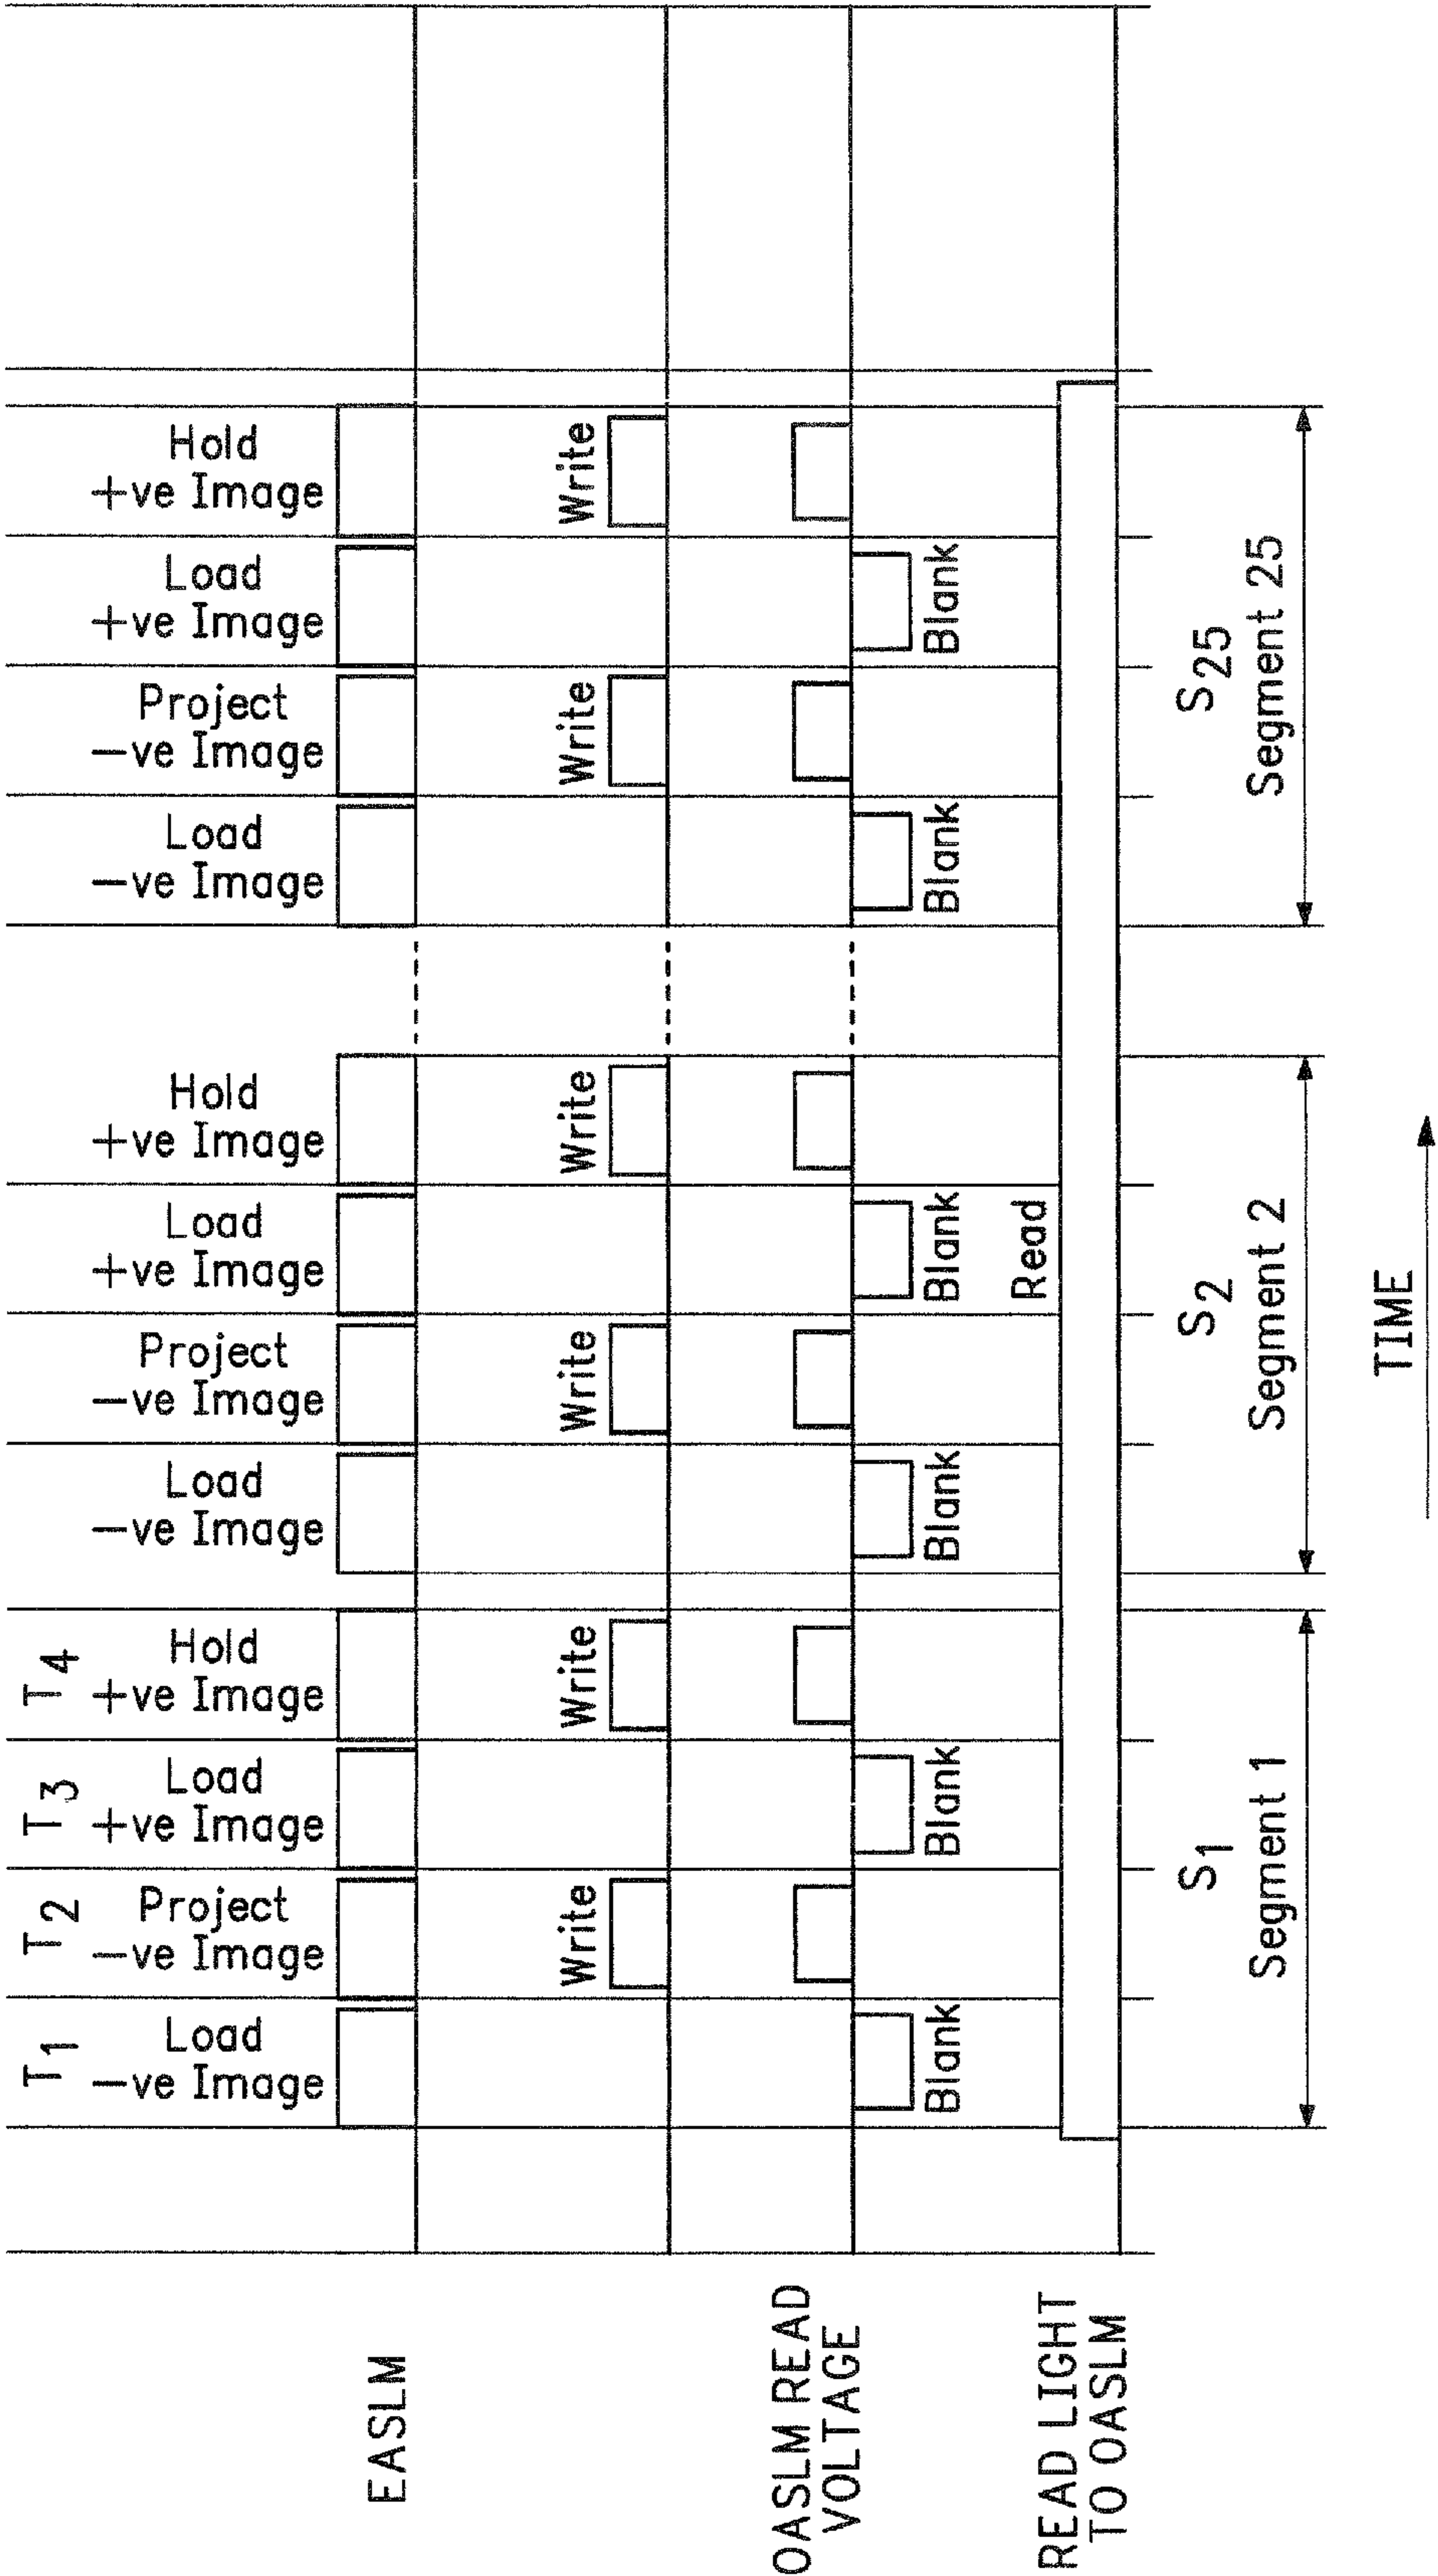 T1 T2 T3 T4
Load Project Load Hold Load Project Load Hold Load Project Load Hold
−ve Image −ve Image +ve Image +ve Image −ve Image −ve Image +ve Image +ve Image −ve Image −ve Image +ve Image +ve Image
EASLM
Write Write Write Write Write Write
OASLM READ
VOLTAGE
Blank Blank Blank Blank Blank Blank
Read
READ LIGHT
TO OASLM
S1 S2 S25
Segment 1 Segment 2 Segment 25
TIME